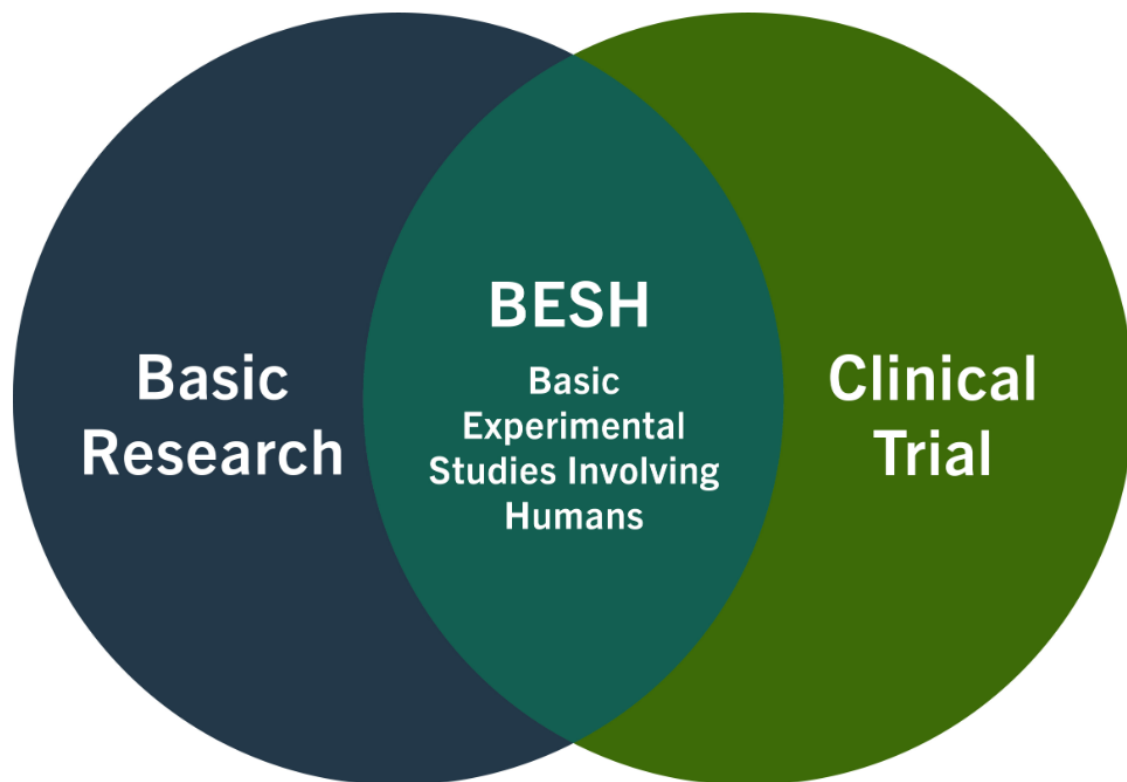 Basic
Research
BESH
Basic
Experimental
Studies Involving
Humans
Clinical
Trial